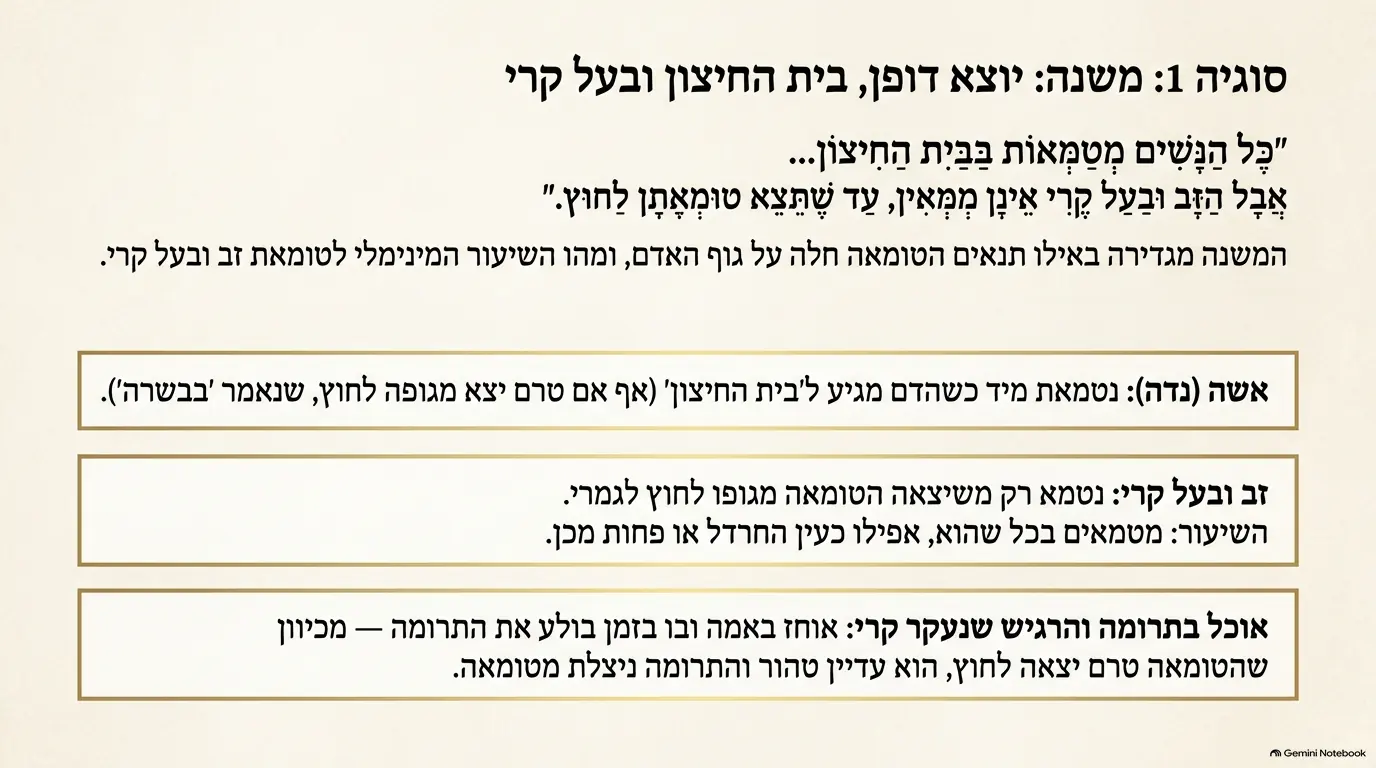 סוגיה 1: משנה: יוצא דופן, בית החיצון ובעל קרי
"כָּל הַנָּשִׁים מְטַמְּאוֹת בַּבַּיִת הַחִיצוֹן...
אֲבָל הַזָּב וּבַעַל קֶרִי אֵינָן מְמְּאִין, עַד שֶׁתֵּצֵא טוּמְאָתָן לַחוּץ."
המשנה מגדירה באילו תנאים הטומאה חלה על גוף האדם, ומהו השיעור המינימלי לטומאת זב ובעל קרי.
אשה (נדה): נטמאת מיד כשהדם מגיע ל'בית החיצון' (אף אם טרם יצא מגופה לחוץ, שנאמר 'בבשרה').
זב ובעל קרי: נטמא רק משיצאה הטומאה מגופו לחוץ לגמרי.
השיעור: מטמאים בכל שהוא, אפילו כעין החרדל או פחות מכן.
אוכל בתרומה והרגיש שנעקר קרי: אוחז באמה ובו בזמן בולע את התרומה — מכיוון
שהטומאה טרם יצאה לחוץ, הוא עדיין טהור והתרומה ניצלת מטומאה.
Gemini Notebook